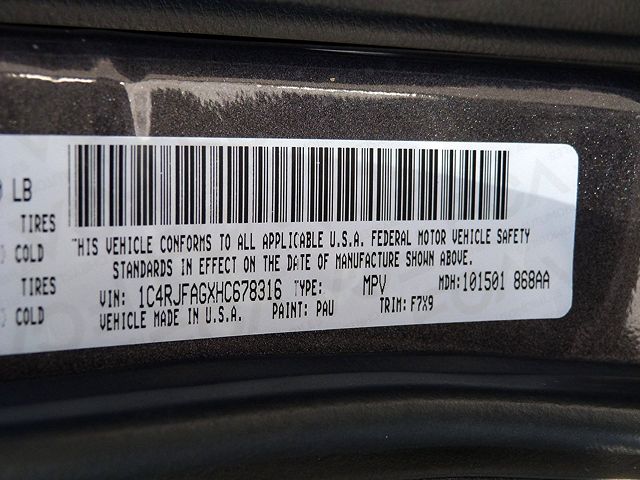 LB
TIRES
COLD
TIRES
COLD
THIS VEHICLE CONFORMS TO ALL APPLICABLE U.S.A. FEDERAL MOTOR VEHICLE SAFETY
STANDARDS IN EFFECT ON THE DATE OF MANUFACTURE SHOWN ABOVE.
VIN: 1C4RJFAGXHC678316 TYPE: MPV MDH:101501 868AA
VEHICLE MADE IN U.S.A. PAINT: PAU TRIM: F7X9